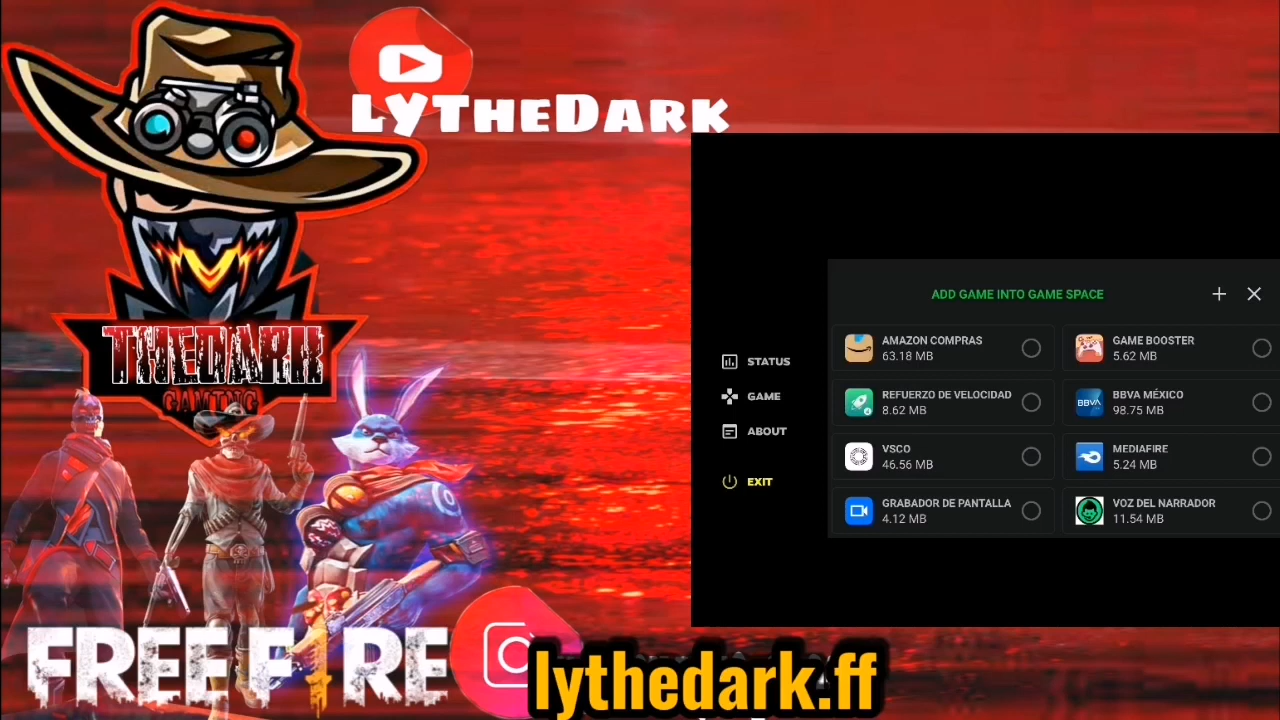 LYTHEDARK
THEDARK
GAMING
FREE FIRE
lythedark.ff
ADD GAME INTO GAME SPACE
STATUS
GAME
ABOUT
EXIT
AMAZON COMPRAS
63.18 MB
GAME BOOSTER
5.62 MB
REFUERZO DE VELOCIDAD
8.62 MB
BBVA
BBVA MÉXICO
98.75 MB
VSCO
46.56 MB
MEDIAFIRE
5.24 MB
GRABADOR DE PANTALLA
4.12 MB
VOZ DEL NARRADOR
11.54 MB